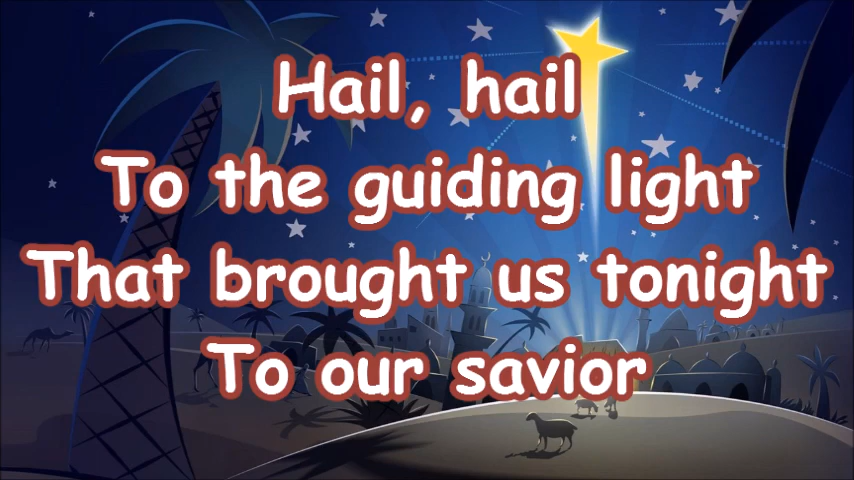 Hail, hail
To the guiding light
That brought us tonight
To our savior